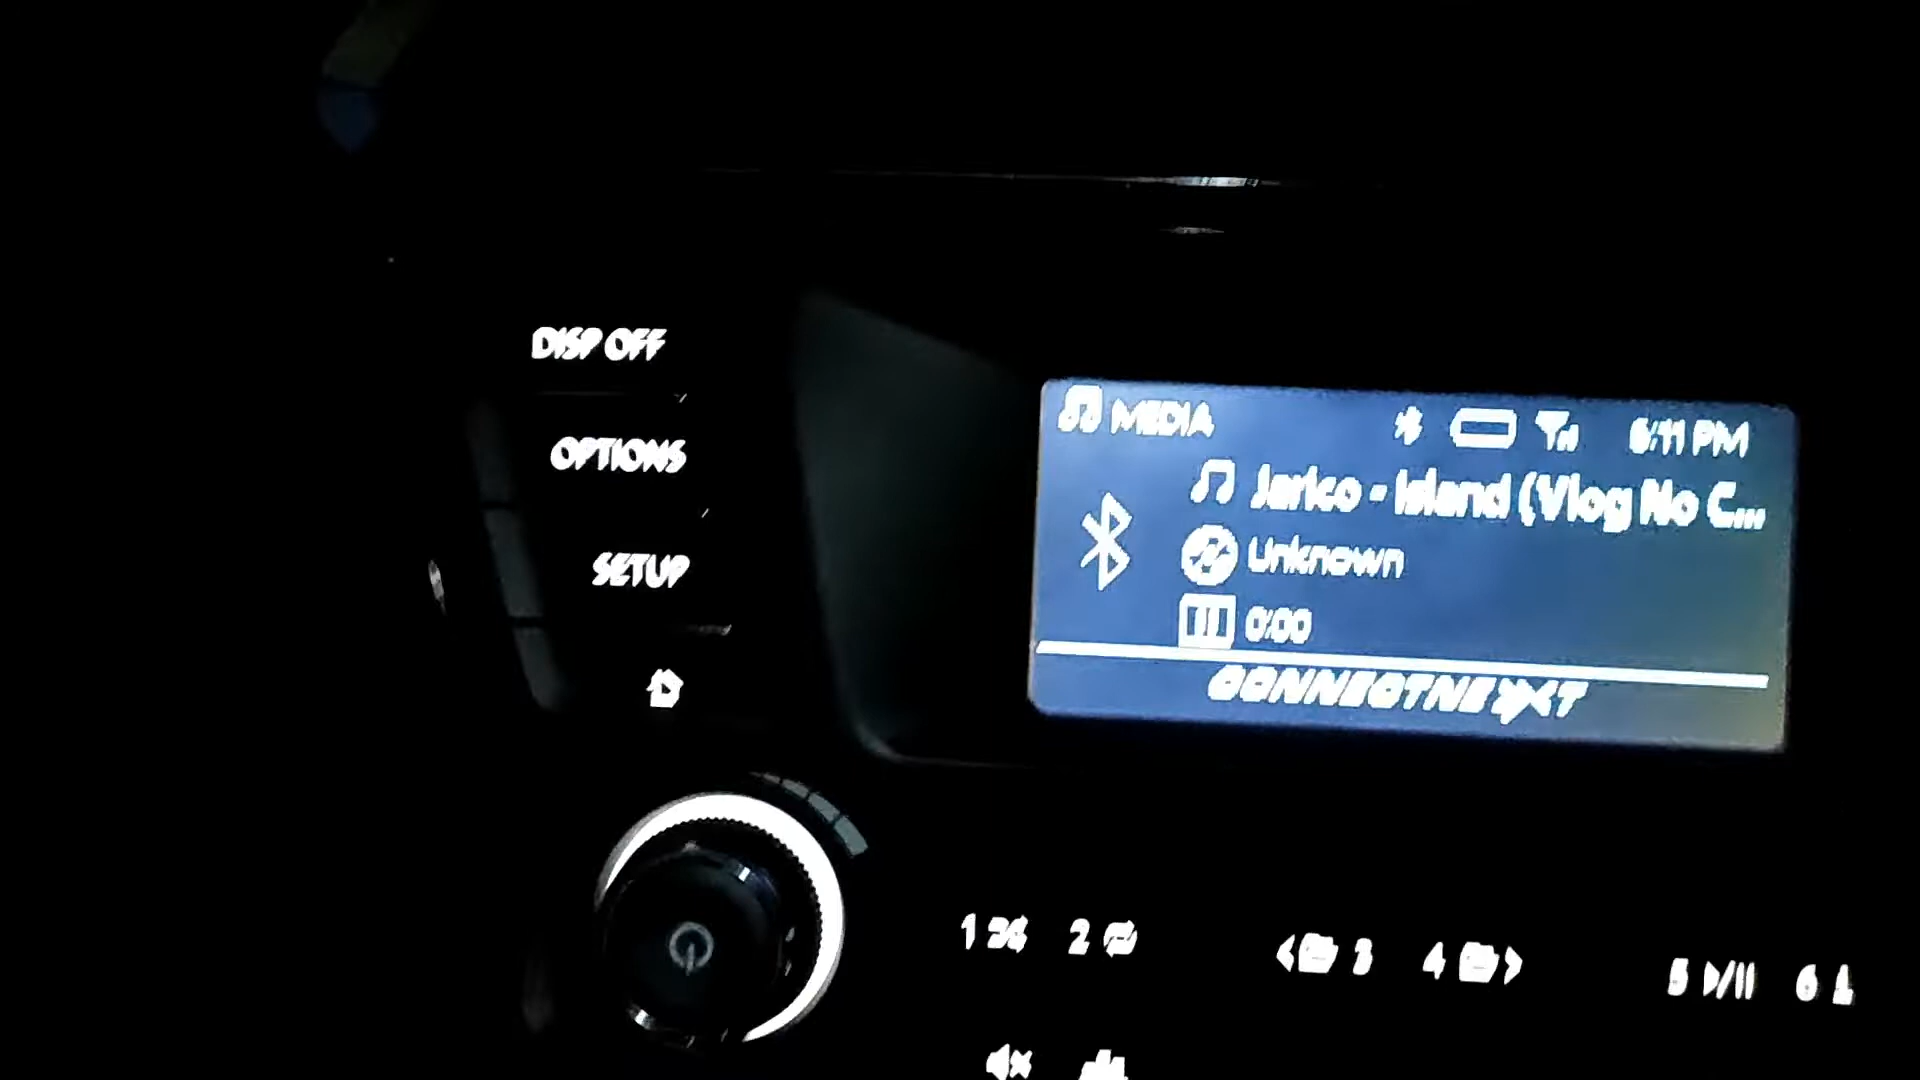 DISP OFF
OPTIONS
SETUP
MEDIA 6:11 PM
Jarico - Island (Vlog No C...
Unknown
0:00
CONNECTNEXT
1 2 3 4 5 6